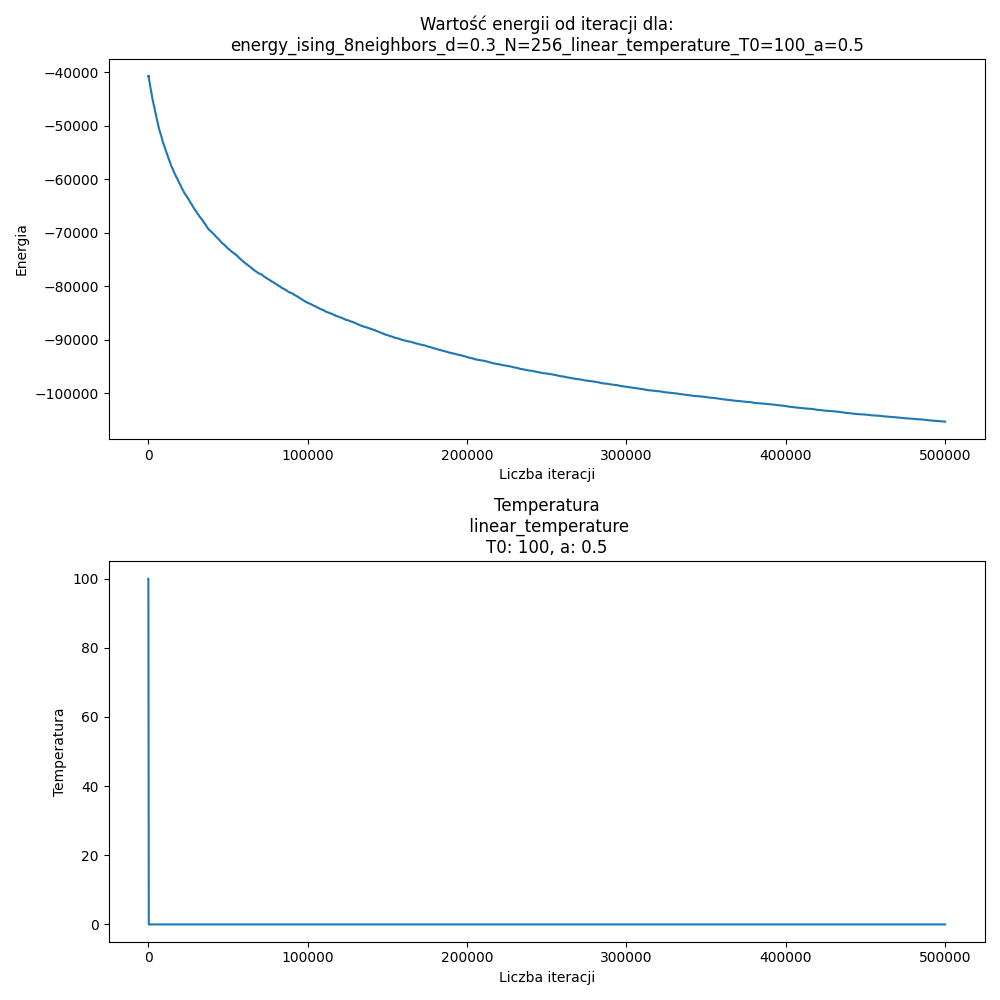 Wartość energii od iteracji dla:
energy_ising_8neighbors_d=0.3_N=256_linear_temperature_T0=100_a=0.5
−40000
−50000
−60000
−70000
−80000
−90000
−100000
Energia
0
100000
200000
300000
400000
500000
Liczba iteracji
Temperatura
linear_temperature
T0: 100, a: 0.5
100
80
60
40
20
0
Temperatura
0
100000
200000
300000
400000
500000
Liczba iteracji